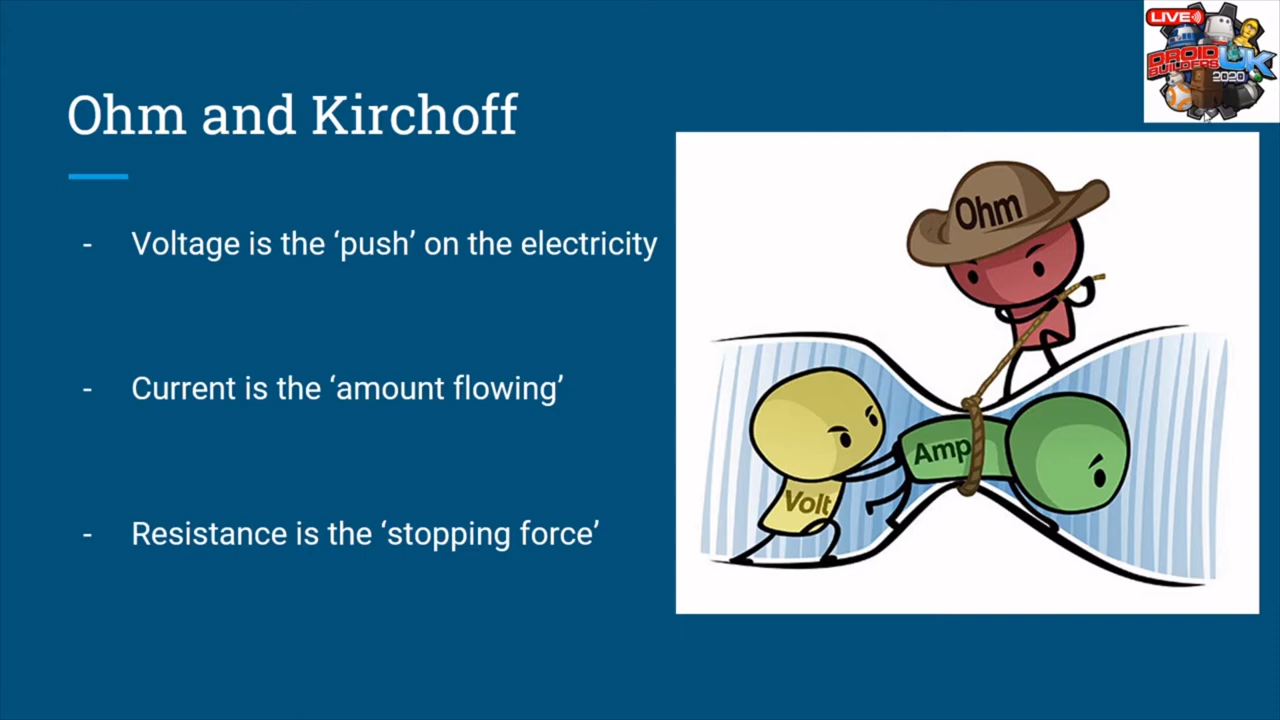 LIVE
DROID
BUILDERS UK
2020
Ohm and Kirchoff
- Voltage is the ‘push’ on the electricity
- Current is the ‘amount flowing’
- Resistance is the ‘stopping force’
Ohm
Amp
Volt